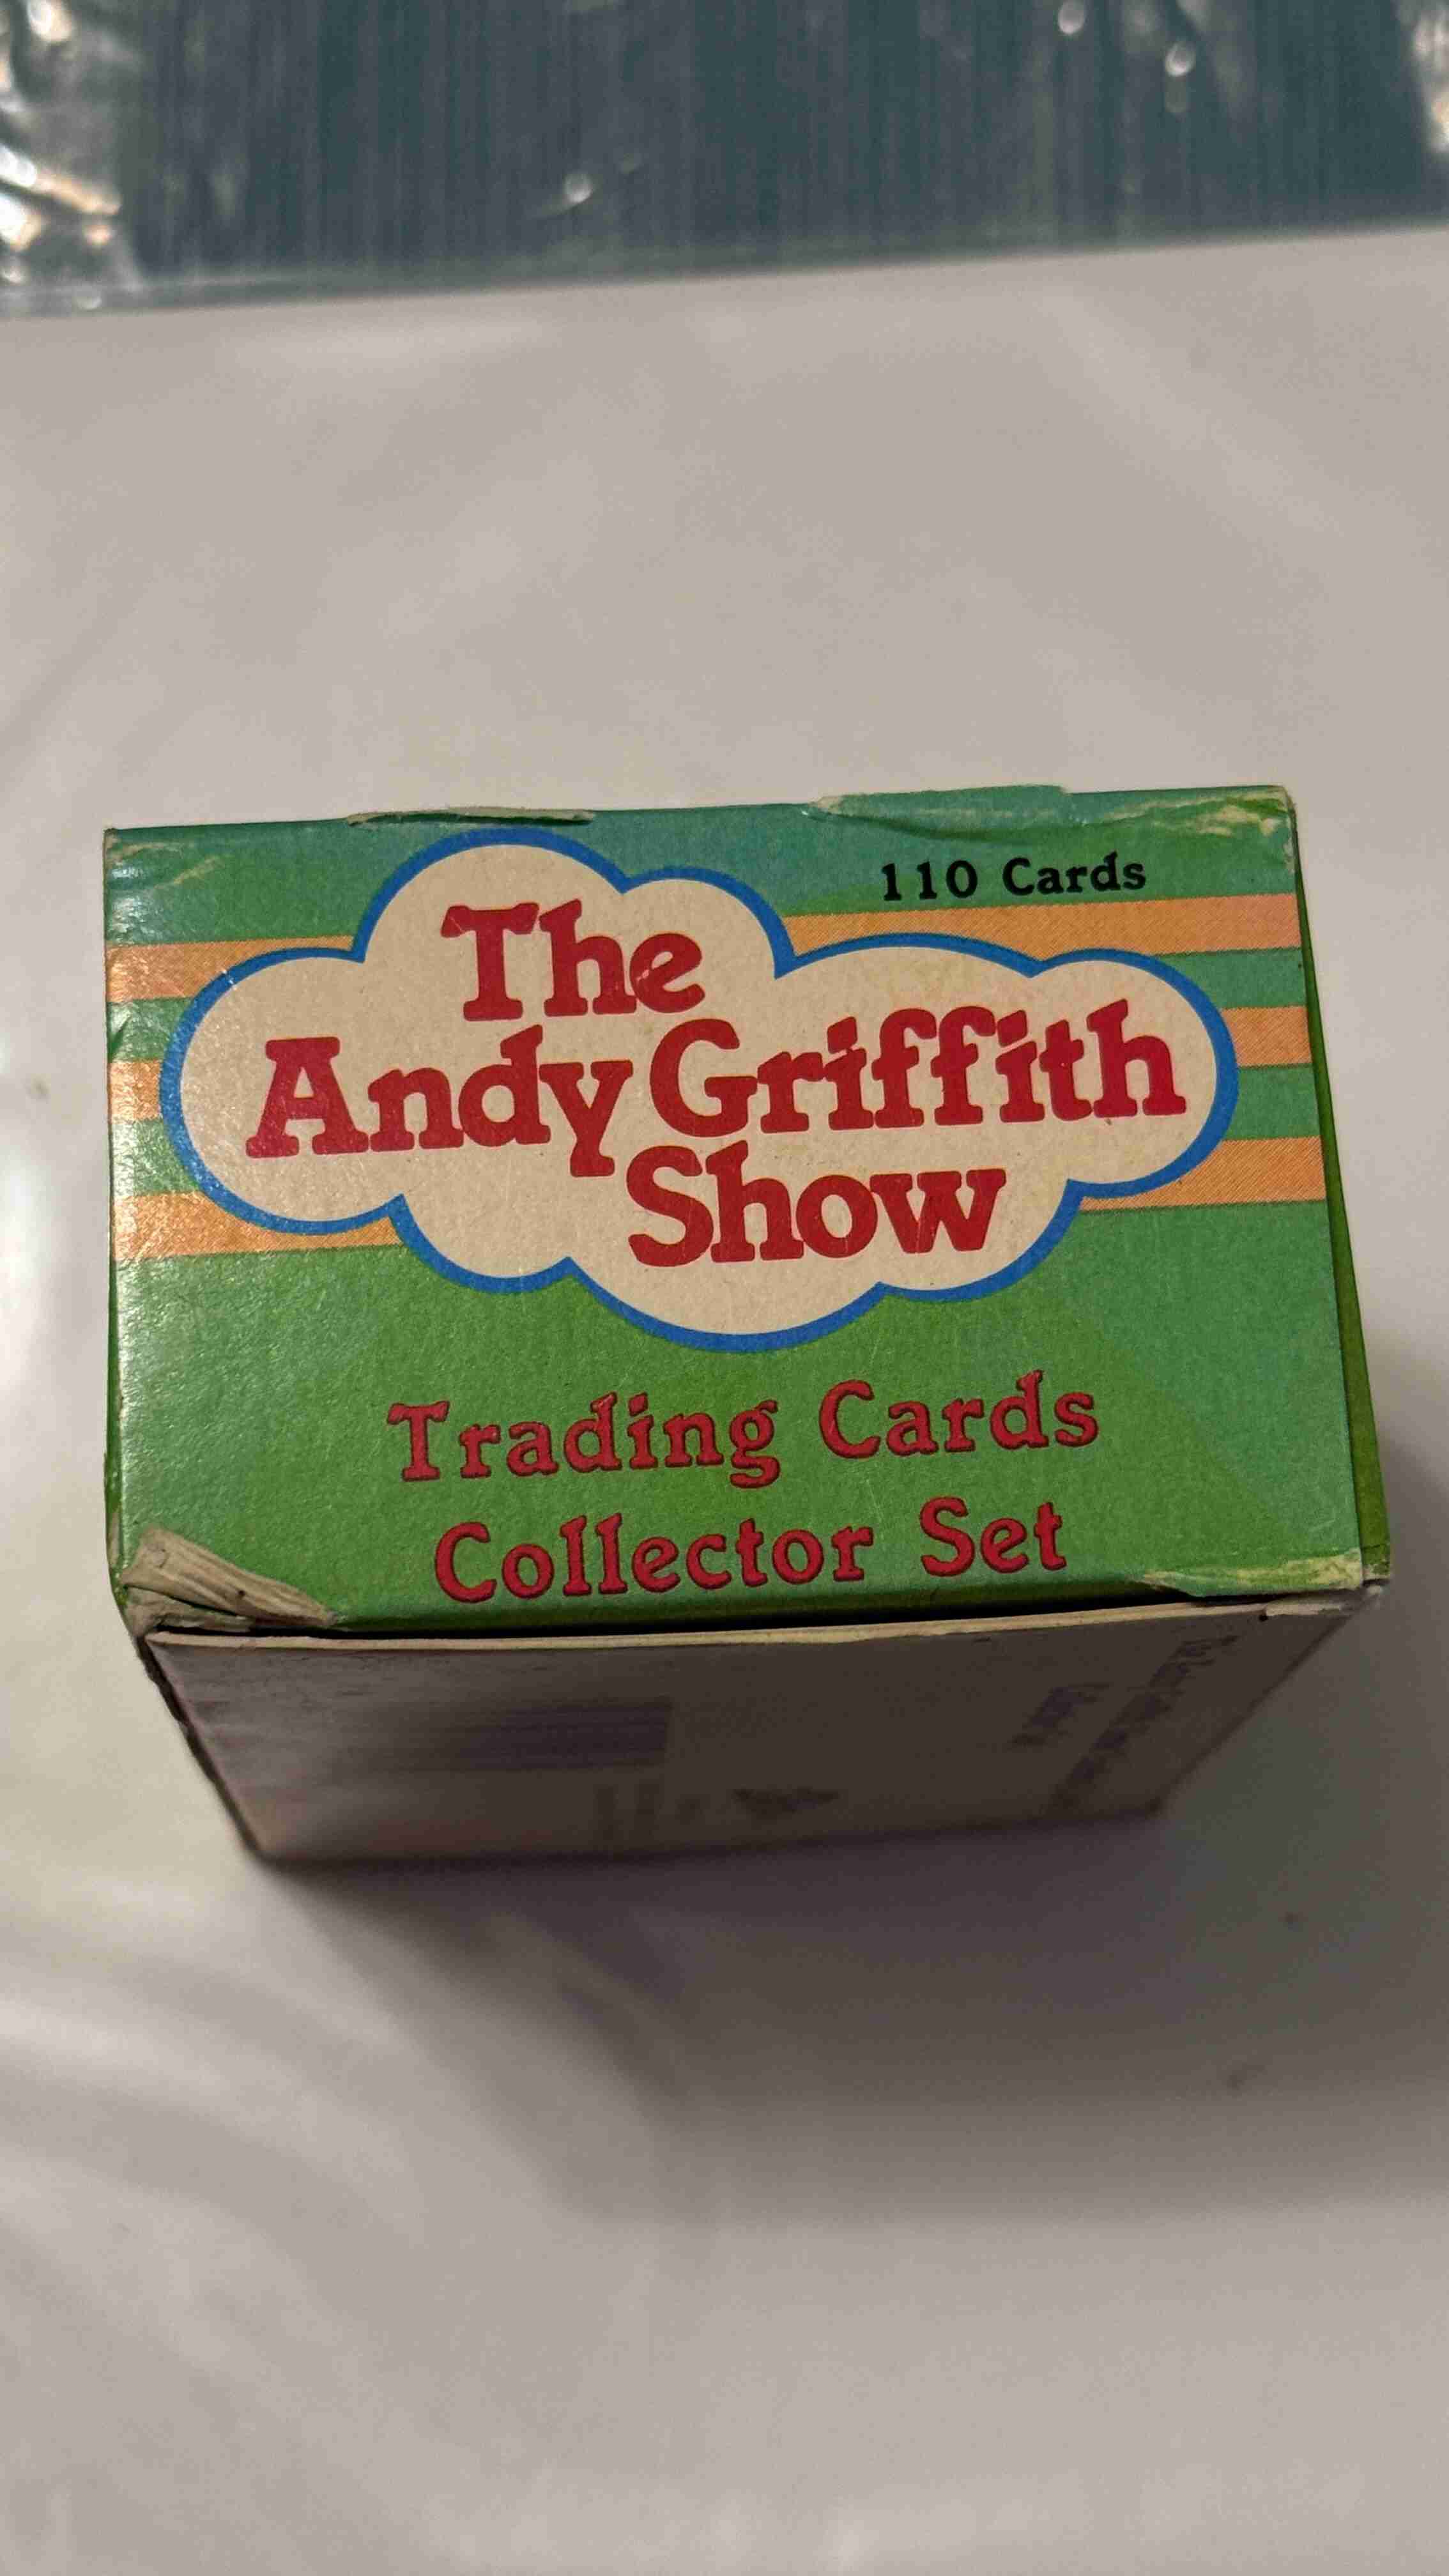 110 Cards
The
Andy Griffith
Show
Trading Cards
Collector Set